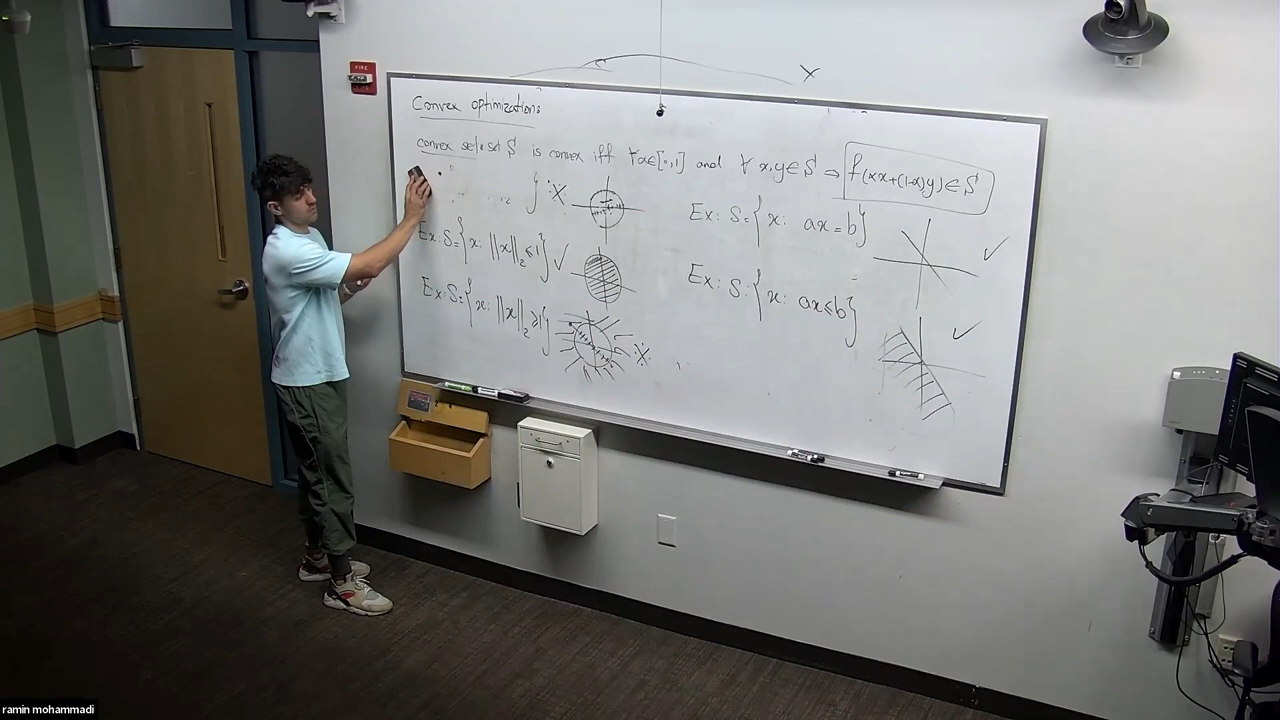 Convex optimizations
convex set: set S is convex iff ∀α∈[0,1] and ∀ x,y∈S ⇒ f(αx+(1-α)y)∈S
} X
Ex: S={x: ||x||₂≤1} ✓
Ex: S={x: ||x||₂≥1} X
Ex: S={x: ax=b} ✓
Ex: S:{x: ax≤b} ✓
X
FIRE
ramin mohammadi